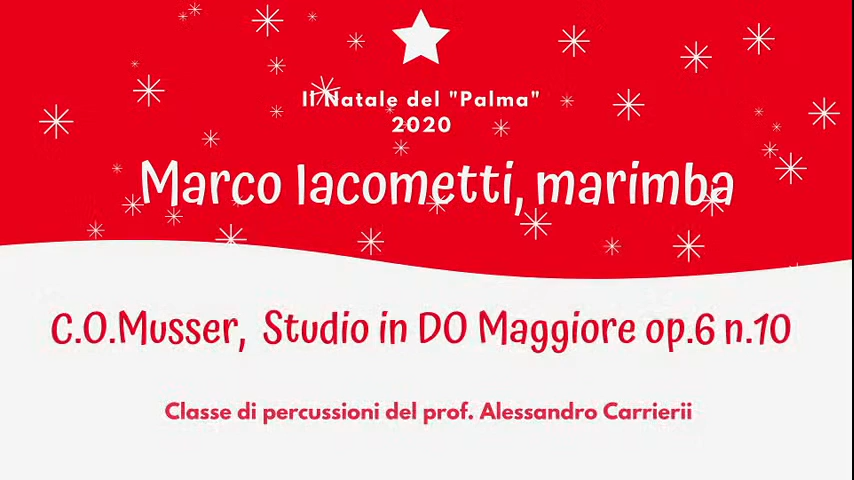 Il Natale del "Palma"
2020
Marco Iacometti, marimba
C.O.Musser, Studio in DO Maggiore op.6 n.10
Classe di percussioni del prof. Alessandro Carrierii